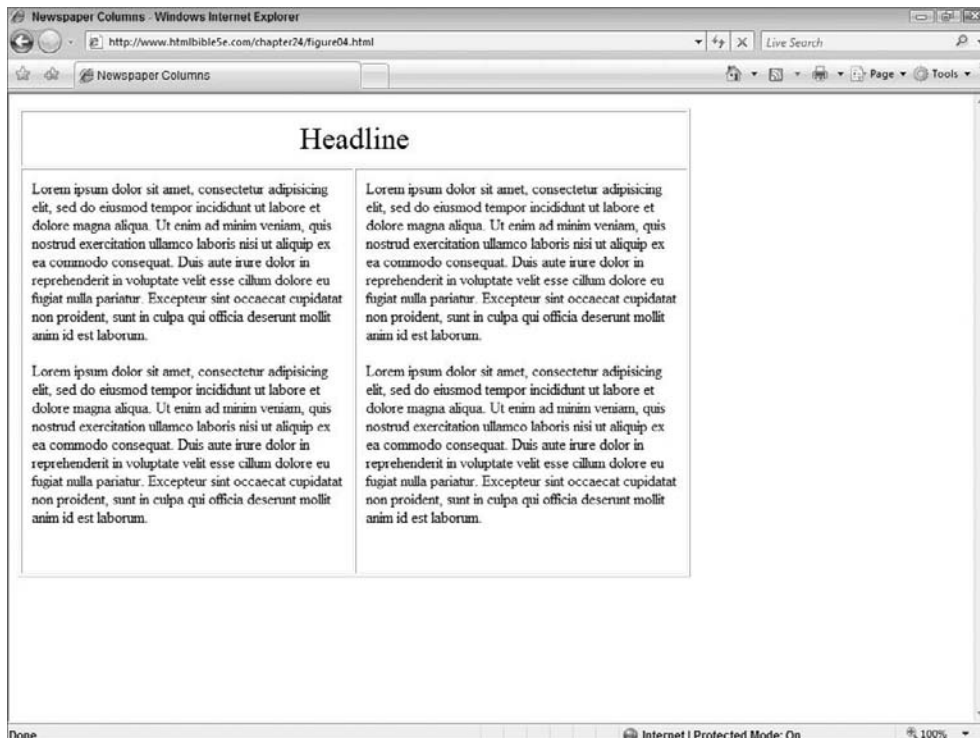 Newspaper Columns - Windows Internet Explorer
http://www.htmlbible5e.com/chapter24/figure04.html
Live Search
Newspaper Columns
Page
Tools
Headline
Lorem ipsum dolor sit amet, consectetur adipisicing
elit, sed do eiusmod tempor incididunt ut labore et
dolore magna aliqua. Ut enim ad minim veniam, quis
nostrud exercitation ullamco laboris nisi ut aliquip ex
ea commodo consequat. Duis aute irure dolor in
reprehenderit in voluptate velit esse cillum dolore eu
fugiat nulla pariatur. Excepteur sint occaecat cupidatat
non proident, sunt in culpa qui officia deserunt mollit
anim id est laborum.
Lorem ipsum dolor sit amet, consectetur adipisicing
elit, sed do eiusmod tempor incididunt ut labore et
dolore magna aliqua. Ut enim ad minim veniam, quis
nostrud exercitation ullamco laboris nisi ut aliquip ex
ea commodo consequat. Duis aute irure dolor in
reprehenderit in voluptate velit esse cillum dolore eu
fugiat nulla pariatur. Excepteur sint occaecat cupidatat
non proident, sunt in culpa qui officia deserunt mollit
anim id est laborum.
Lorem ipsum dolor sit amet, consectetur adipisicing
elit, sed do eiusmod tempor incididunt ut labore et
dolore magna aliqua. Ut enim ad minim veniam, quis
nostrud exercitation ullamco laboris nisi ut aliquip ex
ea commodo consequat. Duis aute irure dolor in
reprehenderit in voluptate velit esse cillum dolore eu
fugiat nulla pariatur. Excepteur sint occaecat cupidatat
non proident, sunt in culpa qui officia deserunt mollit
anim id est laborum.
Lorem ipsum dolor sit amet, consectetur adipisicing
elit, sed do eiusmod tempor incididunt ut labore et
dolore magna aliqua. Ut enim ad minim veniam, quis
nostrud exercitation ullamco laboris nisi ut aliquip ex
ea commodo consequat. Duis aute irure dolor in
reprehenderit in voluptate velit esse cillum dolore eu
fugiat nulla pariatur. Excepteur sint occaecat cupidatat
non proident, sunt in culpa qui officia deserunt mollit
anim id est laborum.
Done
Internet | Protected Mode: On
100%